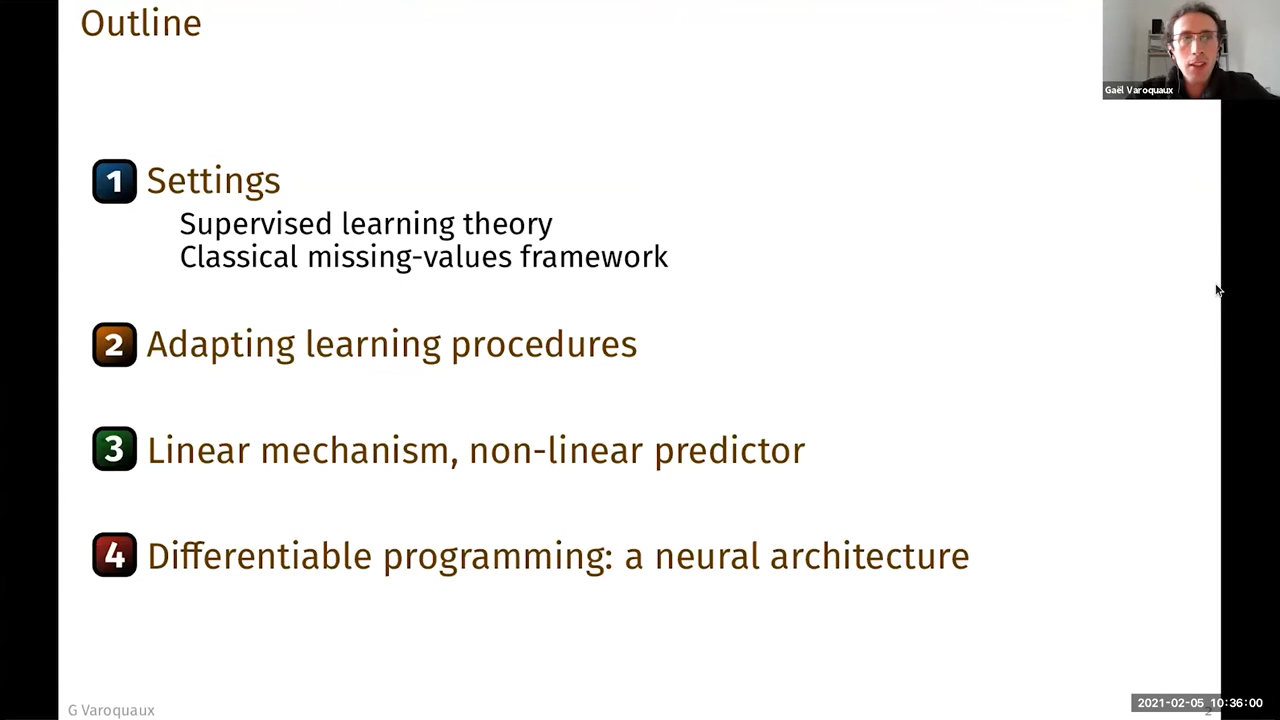 Outline
Gaël Varoquaux
1 Settings
Supervised learning theory
Classical missing-values framework
2 Adapting learning procedures
3 Linear mechanism, non-linear predictor
4 Differentiable programming: a neural architecture
G Varoquaux
2021-02-05 10:36:00
2